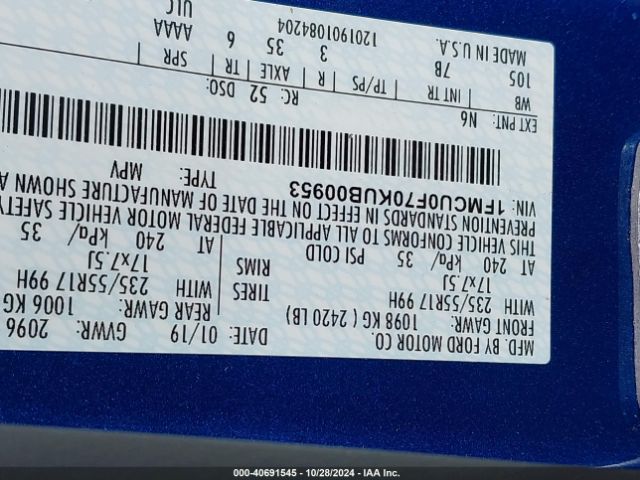 MFD. BY FORD MOTOR CO.
DATE: 01/19 GVWR: 2096
FRONT GAWR: 1098 KG ( 2420 LB)
REAR GAWR: 1006 KG
WITH 235/55R17 99H TIRES WITH 235/55R17 99H
17x7.5J RIMS 17x7.5J
AT 240 kPa/ 35 PSI COLD AT 240 kPa/ 35
THIS VEHICLE CONFORMS TO ALL APPLICABLE FEDERAL MOTOR VEHICLE SAFETY
PREVENTION STANDARDS IN EFFECT ON THE DATE OF MANUFACTURE SHOWN A
VIN: 1FMCU0F70KUB00953
TYPE: MPV
EXT PNT: N6 RC: 52 DSO:
WB INT TR TP/PS R AXLE TR SPR
105 7B 3 35 6 AAAA
MADE IN U.S.A. 1201901084204 ULC
000-40691545 - 10/28/2024 - IAA Inc.